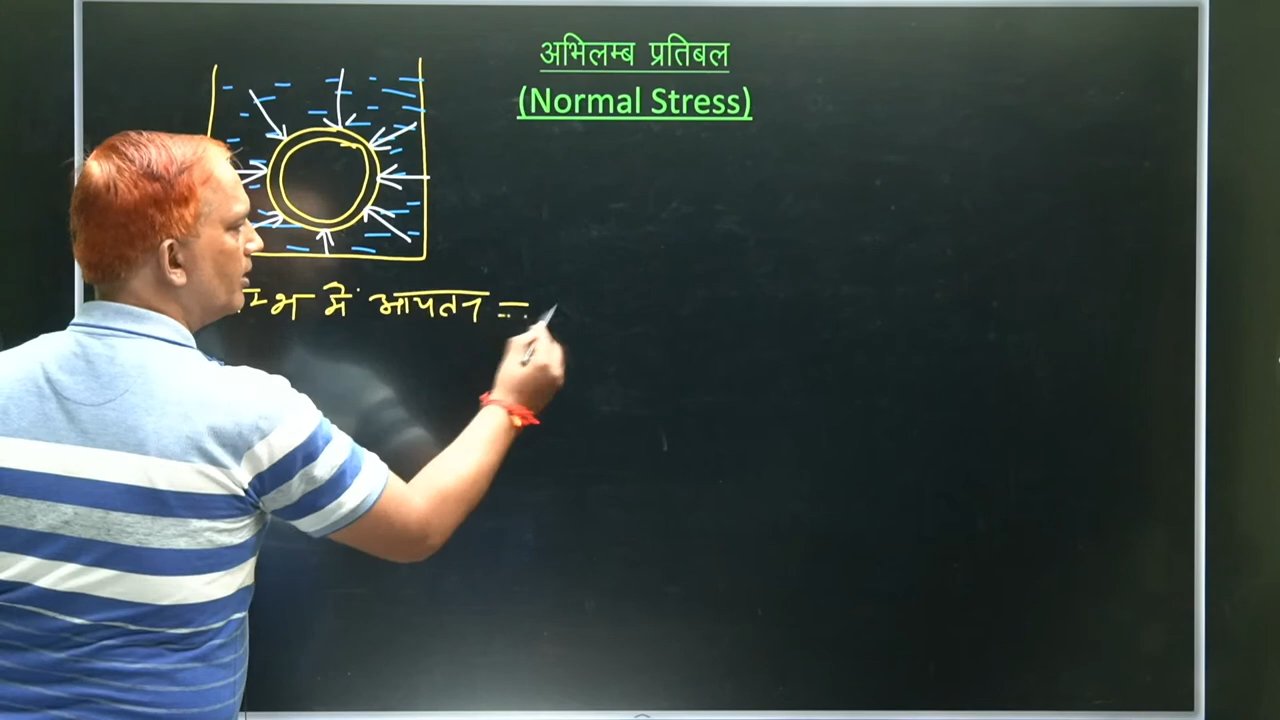 अभिलम्ब प्रतिबल
(Normal Stress)
में आयतन =